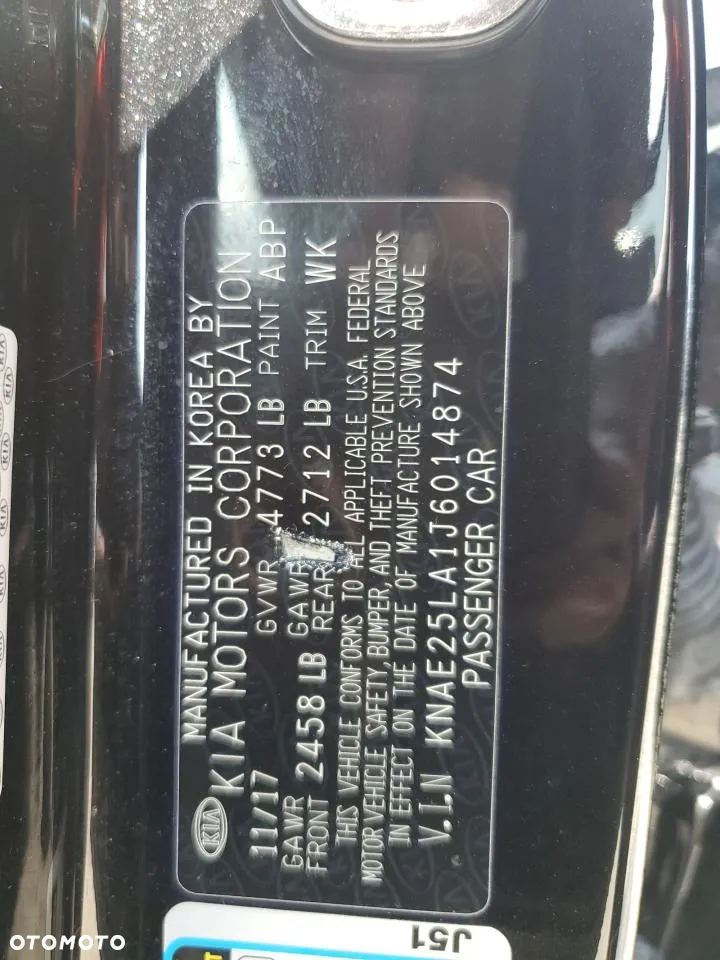 MANUFACTURED IN KOREA BY
KIA MOTORS CORPORATION
11/17 GVWR 4773 LB PAINT ABP
GAWR FRONT 2458 LB GAWR REAR 2712 LB TRIM WK
THIS VEHICLE CONFORMS TO ALL APPLICABLE U.S.A. FEDERAL
MOTOR VEHICLE SAFETY, BUMPER, AND THEFT PREVENTION STANDARDS
IN EFFECT ON THE DATE OF MANUFACTURE SHOWN ABOVE
V.I.N KNAE25LA1J6014874
PASSENGER CAR
KIA
J51
OTOMOTO